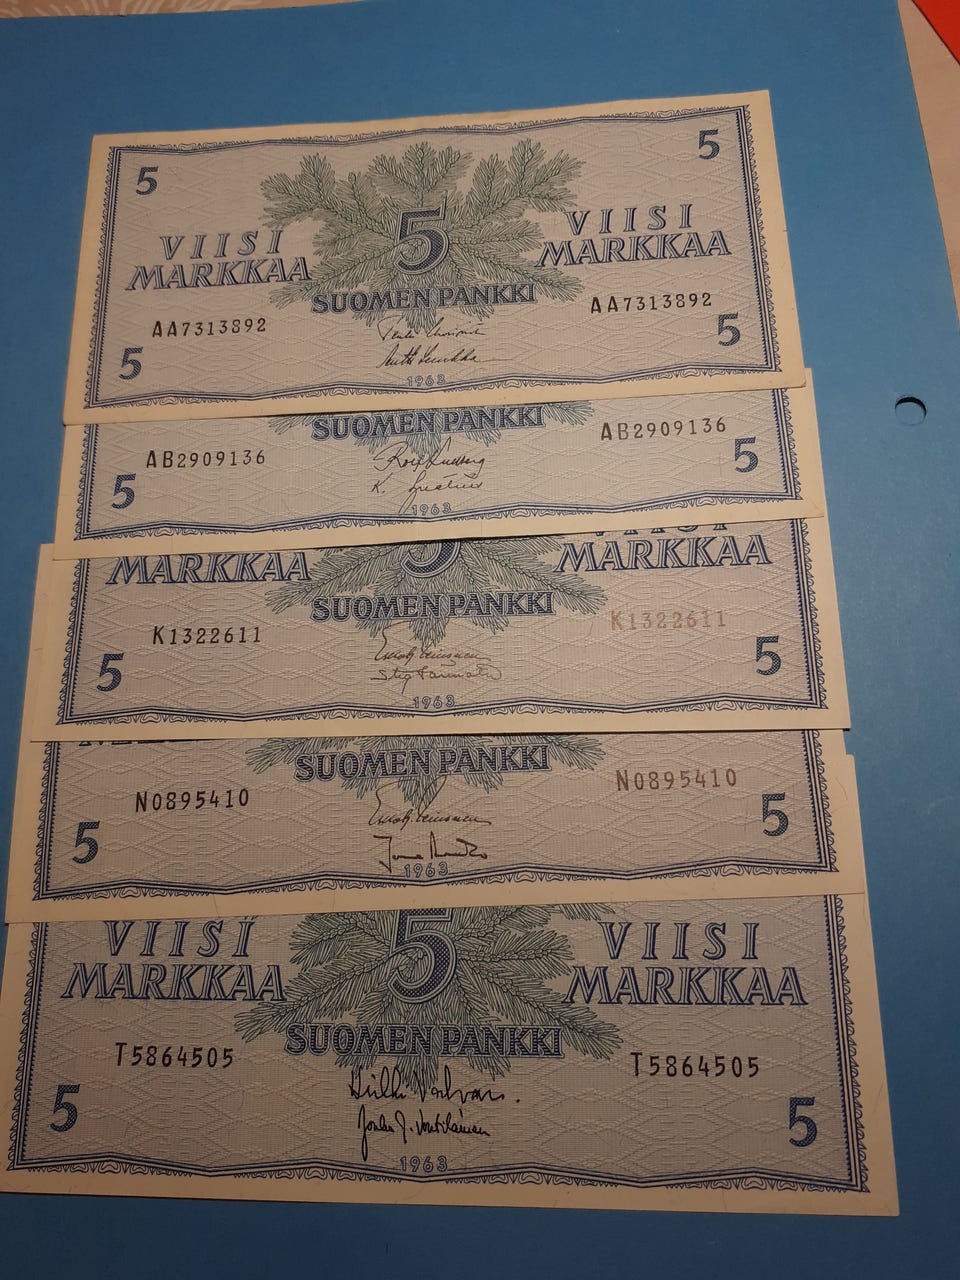 5 5
VIISI VIISI
5
MARKKAA MARKKAA
SUOMEN PANKKI
AA7313892 AA7313892
5 5
1963
SUOMEN PANKKI
AB2909136 AB2909136
5 5
1963
5
MARKKAA MARKKAA
SUOMEN PANKKI
K1322611 K1322611
5 5
1963
SUOMEN PANKKI
N0895410 N0895410
5 5
1963
VIISI 5 VIISI
MARKKAA MARKKAA
SUOMEN PANKKI
T5864505 T5864505
5 5
1963